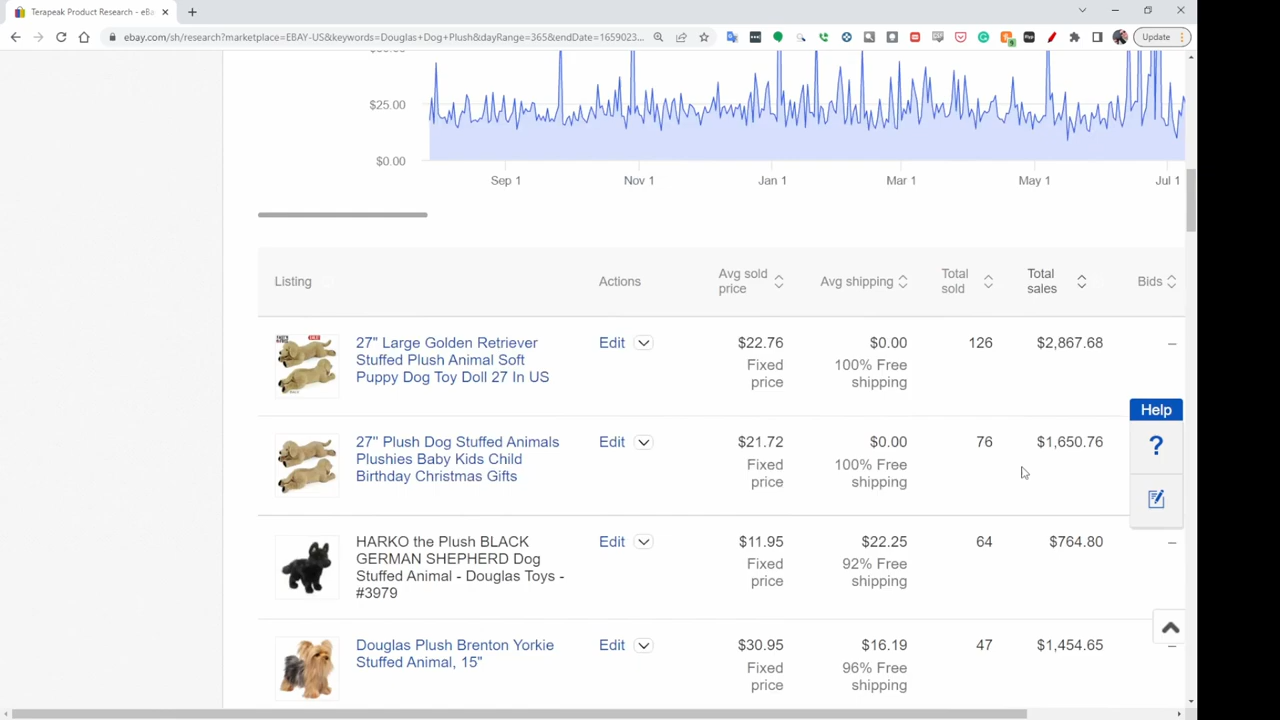 Terapeak Product Research - eBa
ebay.com/sh/research?marketplace=EBAY-US&keywords=Douglas+Dog+Plush&dayRange=365&endDate=1659023...
Update
$25.00
$0.00
Sep 1
Nov 1
Jan 1
Mar 1
May 1
Jul 1
Listing
Actions
Avg sold
price
Avg shipping
Total
sold
Total
sales
Bids
27" Large Golden Retriever
Stuffed Plush Animal Soft
Puppy Dog Toy Doll 27 In US
Edit
$22.76
Fixed
price
$0.00
100% Free
shipping
126
$2,867.68
–
Help
?
27'' Plush Dog Stuffed Animals
Plushies Baby Kids Child
Birthday Christmas Gifts
Edit
$21.72
Fixed
price
$0.00
100% Free
shipping
76
$1,650.76
HARKO the Plush BLACK
GERMAN SHEPHERD Dog
Stuffed Animal - Douglas Toys -
#3979
Edit
$11.95
Fixed
price
$22.25
92% Free
shipping
64
$764.80
–
Douglas Plush Brenton Yorkie
Stuffed Animal, 15"
Edit
$30.95
Fixed
price
$16.19
96% Free
shipping
47
$1,454.65
–